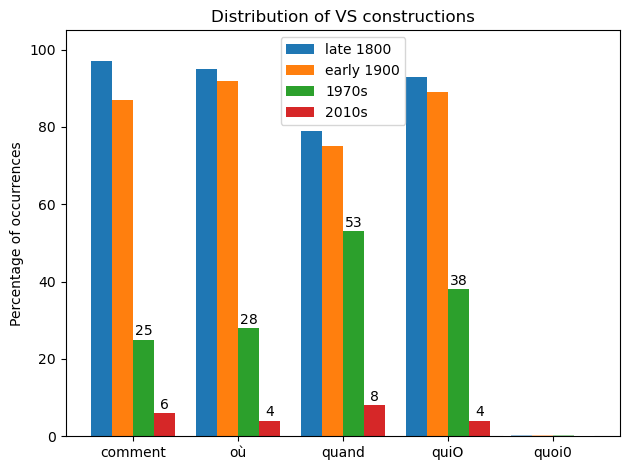 Distribution of VS constructions
late 1800
early 1900
1970s
2010s
Percentage of occurrences
100
80
60
40
20
0
25
6
28
4
53
8
38
4
comment
où
quand
quiO
quoi0